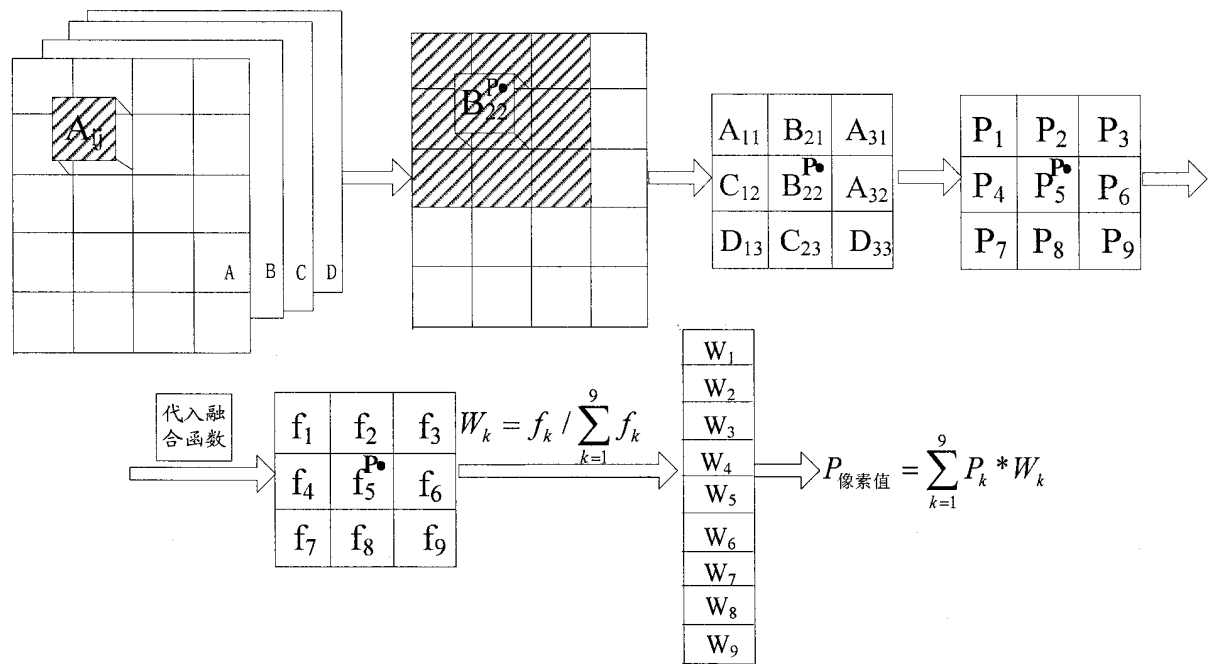 A_ij
A B C D
P
B_22
A_11 B_21 A_31
P
C_12 B_22 A_32
D_13 C_23 D_33
P_1 P_2 P_3
P
P_4 P_5 P_6
P_7 P_8 P_9
代入融
合函数
f_1 f_2 f_3
P
f_4 f_5 f_6
f_7 f_8 f_9
W_k = f_k / \sum_{k=1}^{9} f_k
W_1
W_2
W_3
W_4
W_5
W_6
W_7
W_8
W_9
P_像素值 = \sum_{k=1}^{9} P_k * W_k